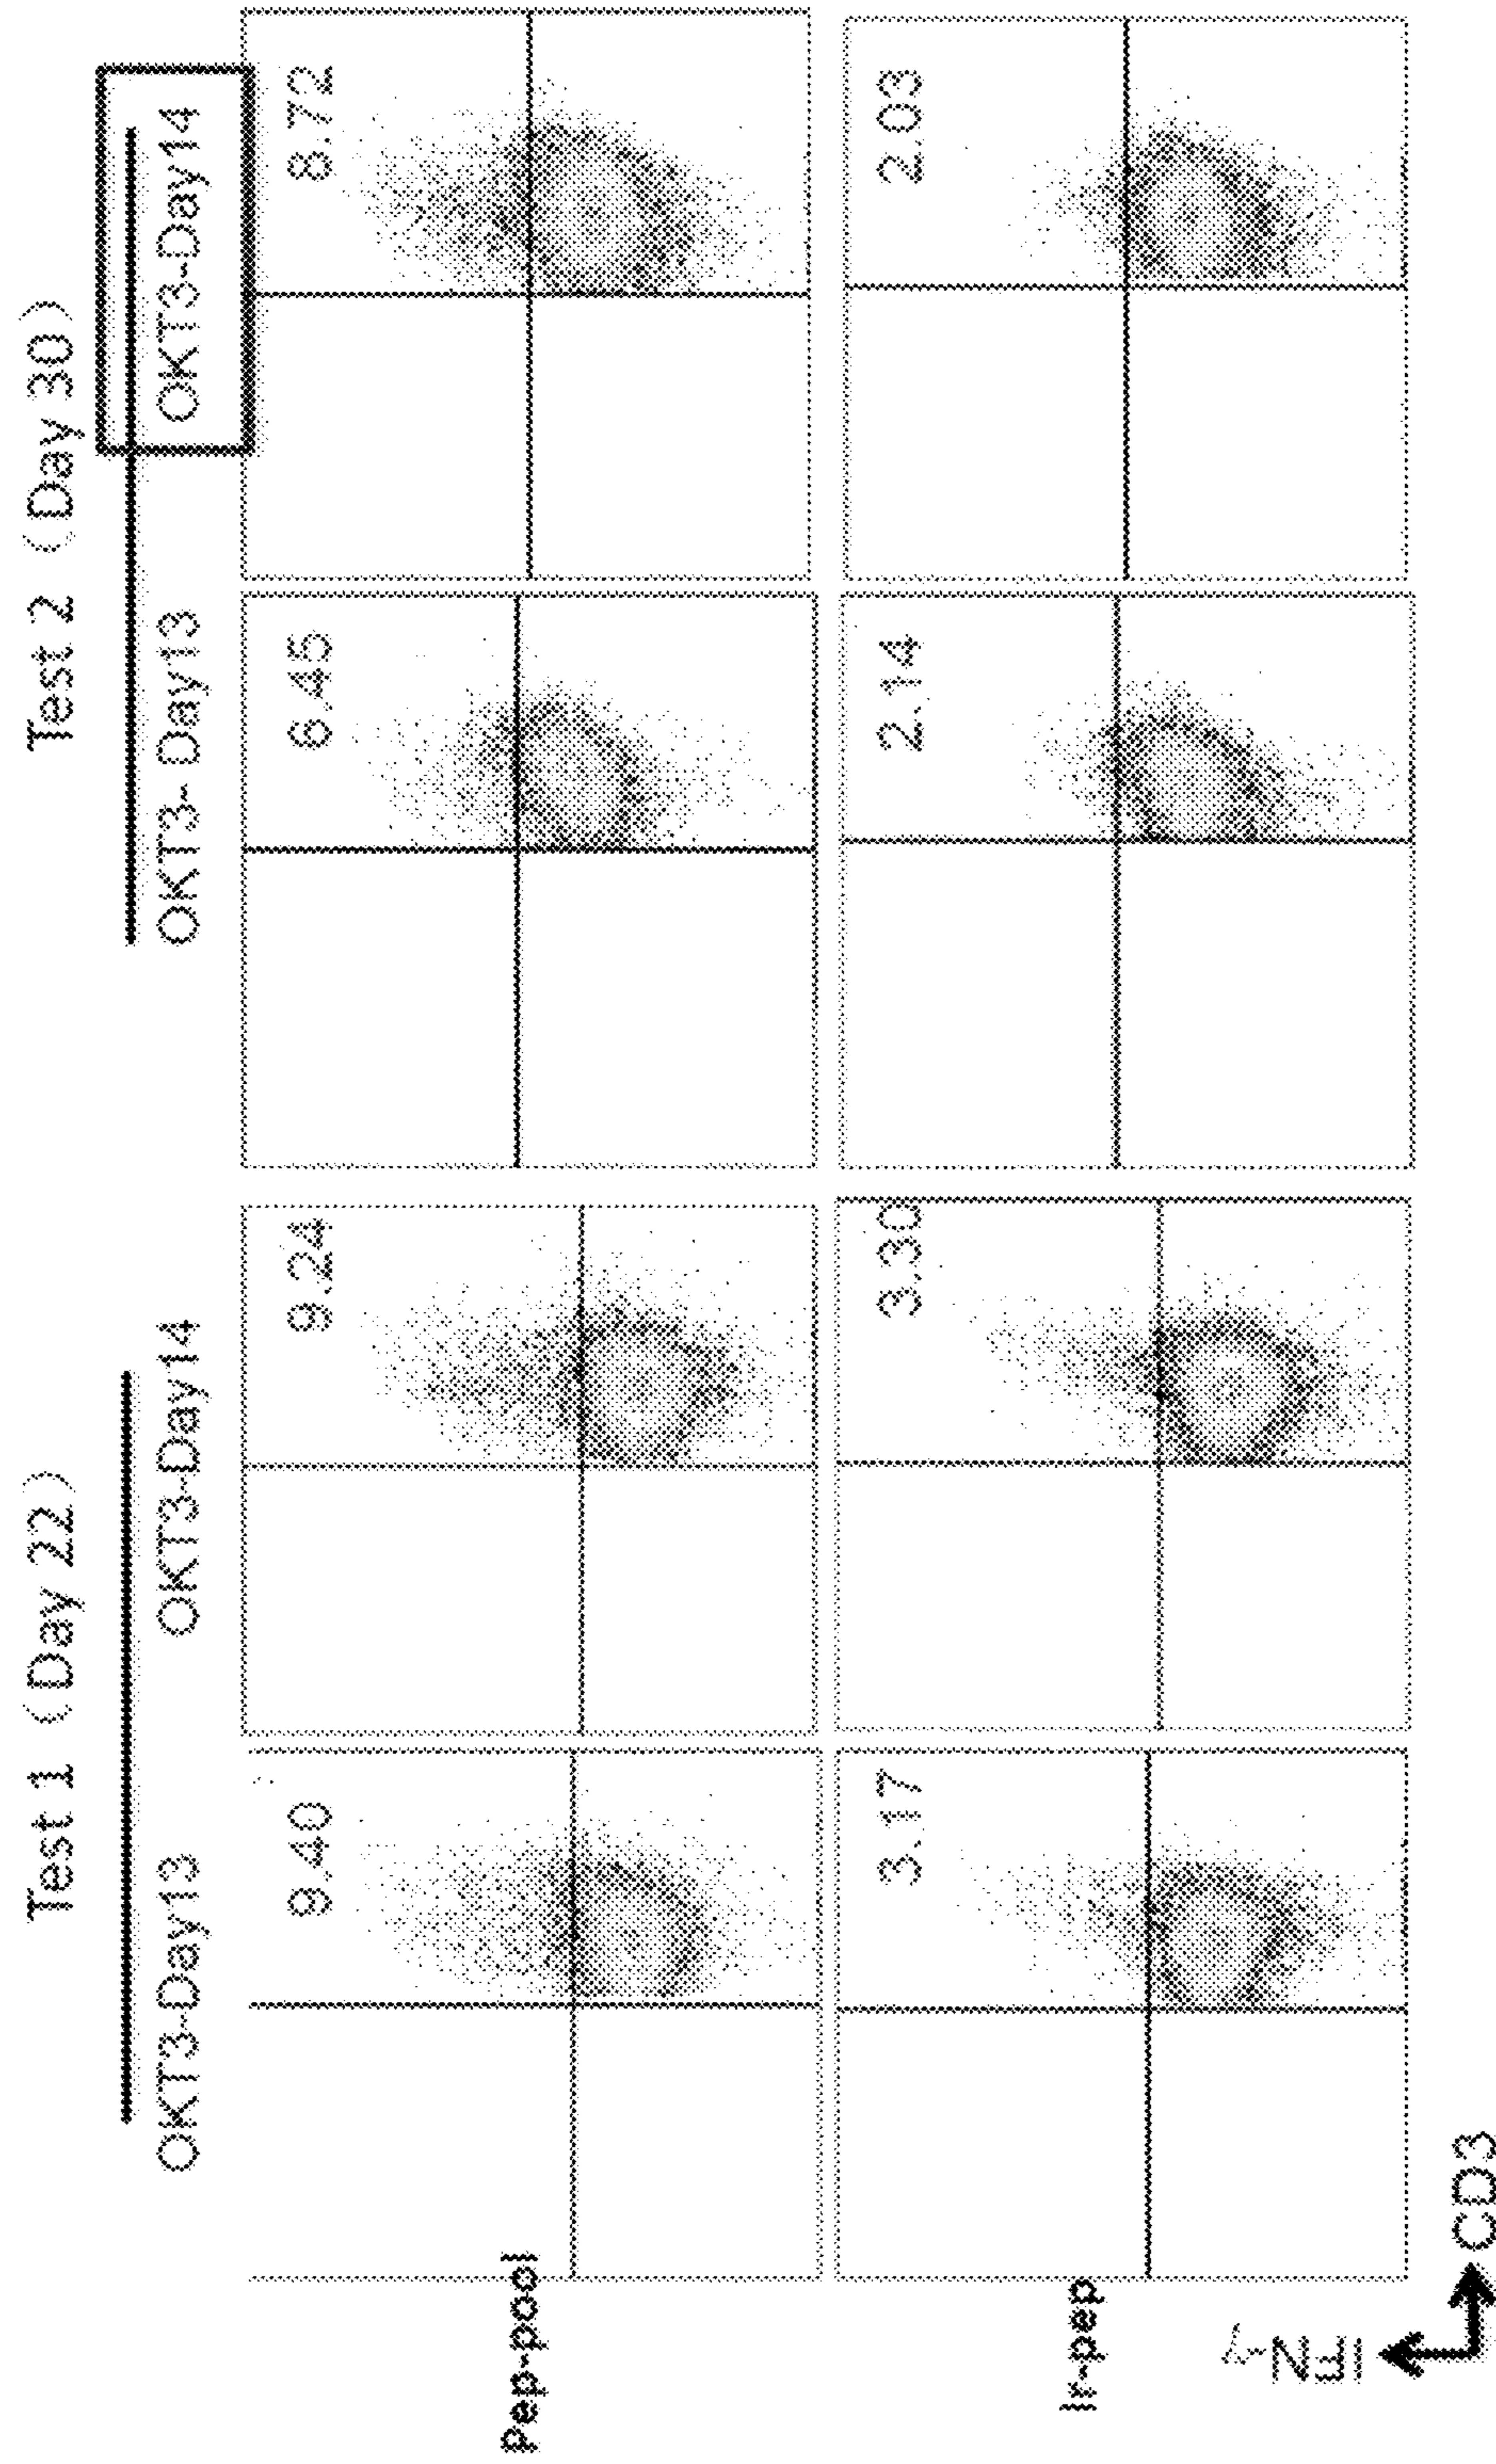 Test 1 (Day 22)
Test 2 (Day 30)
OKT3-Day13
OKT3-Day14
OKT3- Day13
OKT3-Day14
Pep-pool
9.40
9.24
6.45
8.72
Ir-pep
3.17
3.30
2.14
2.03
IFN-γ
CD3